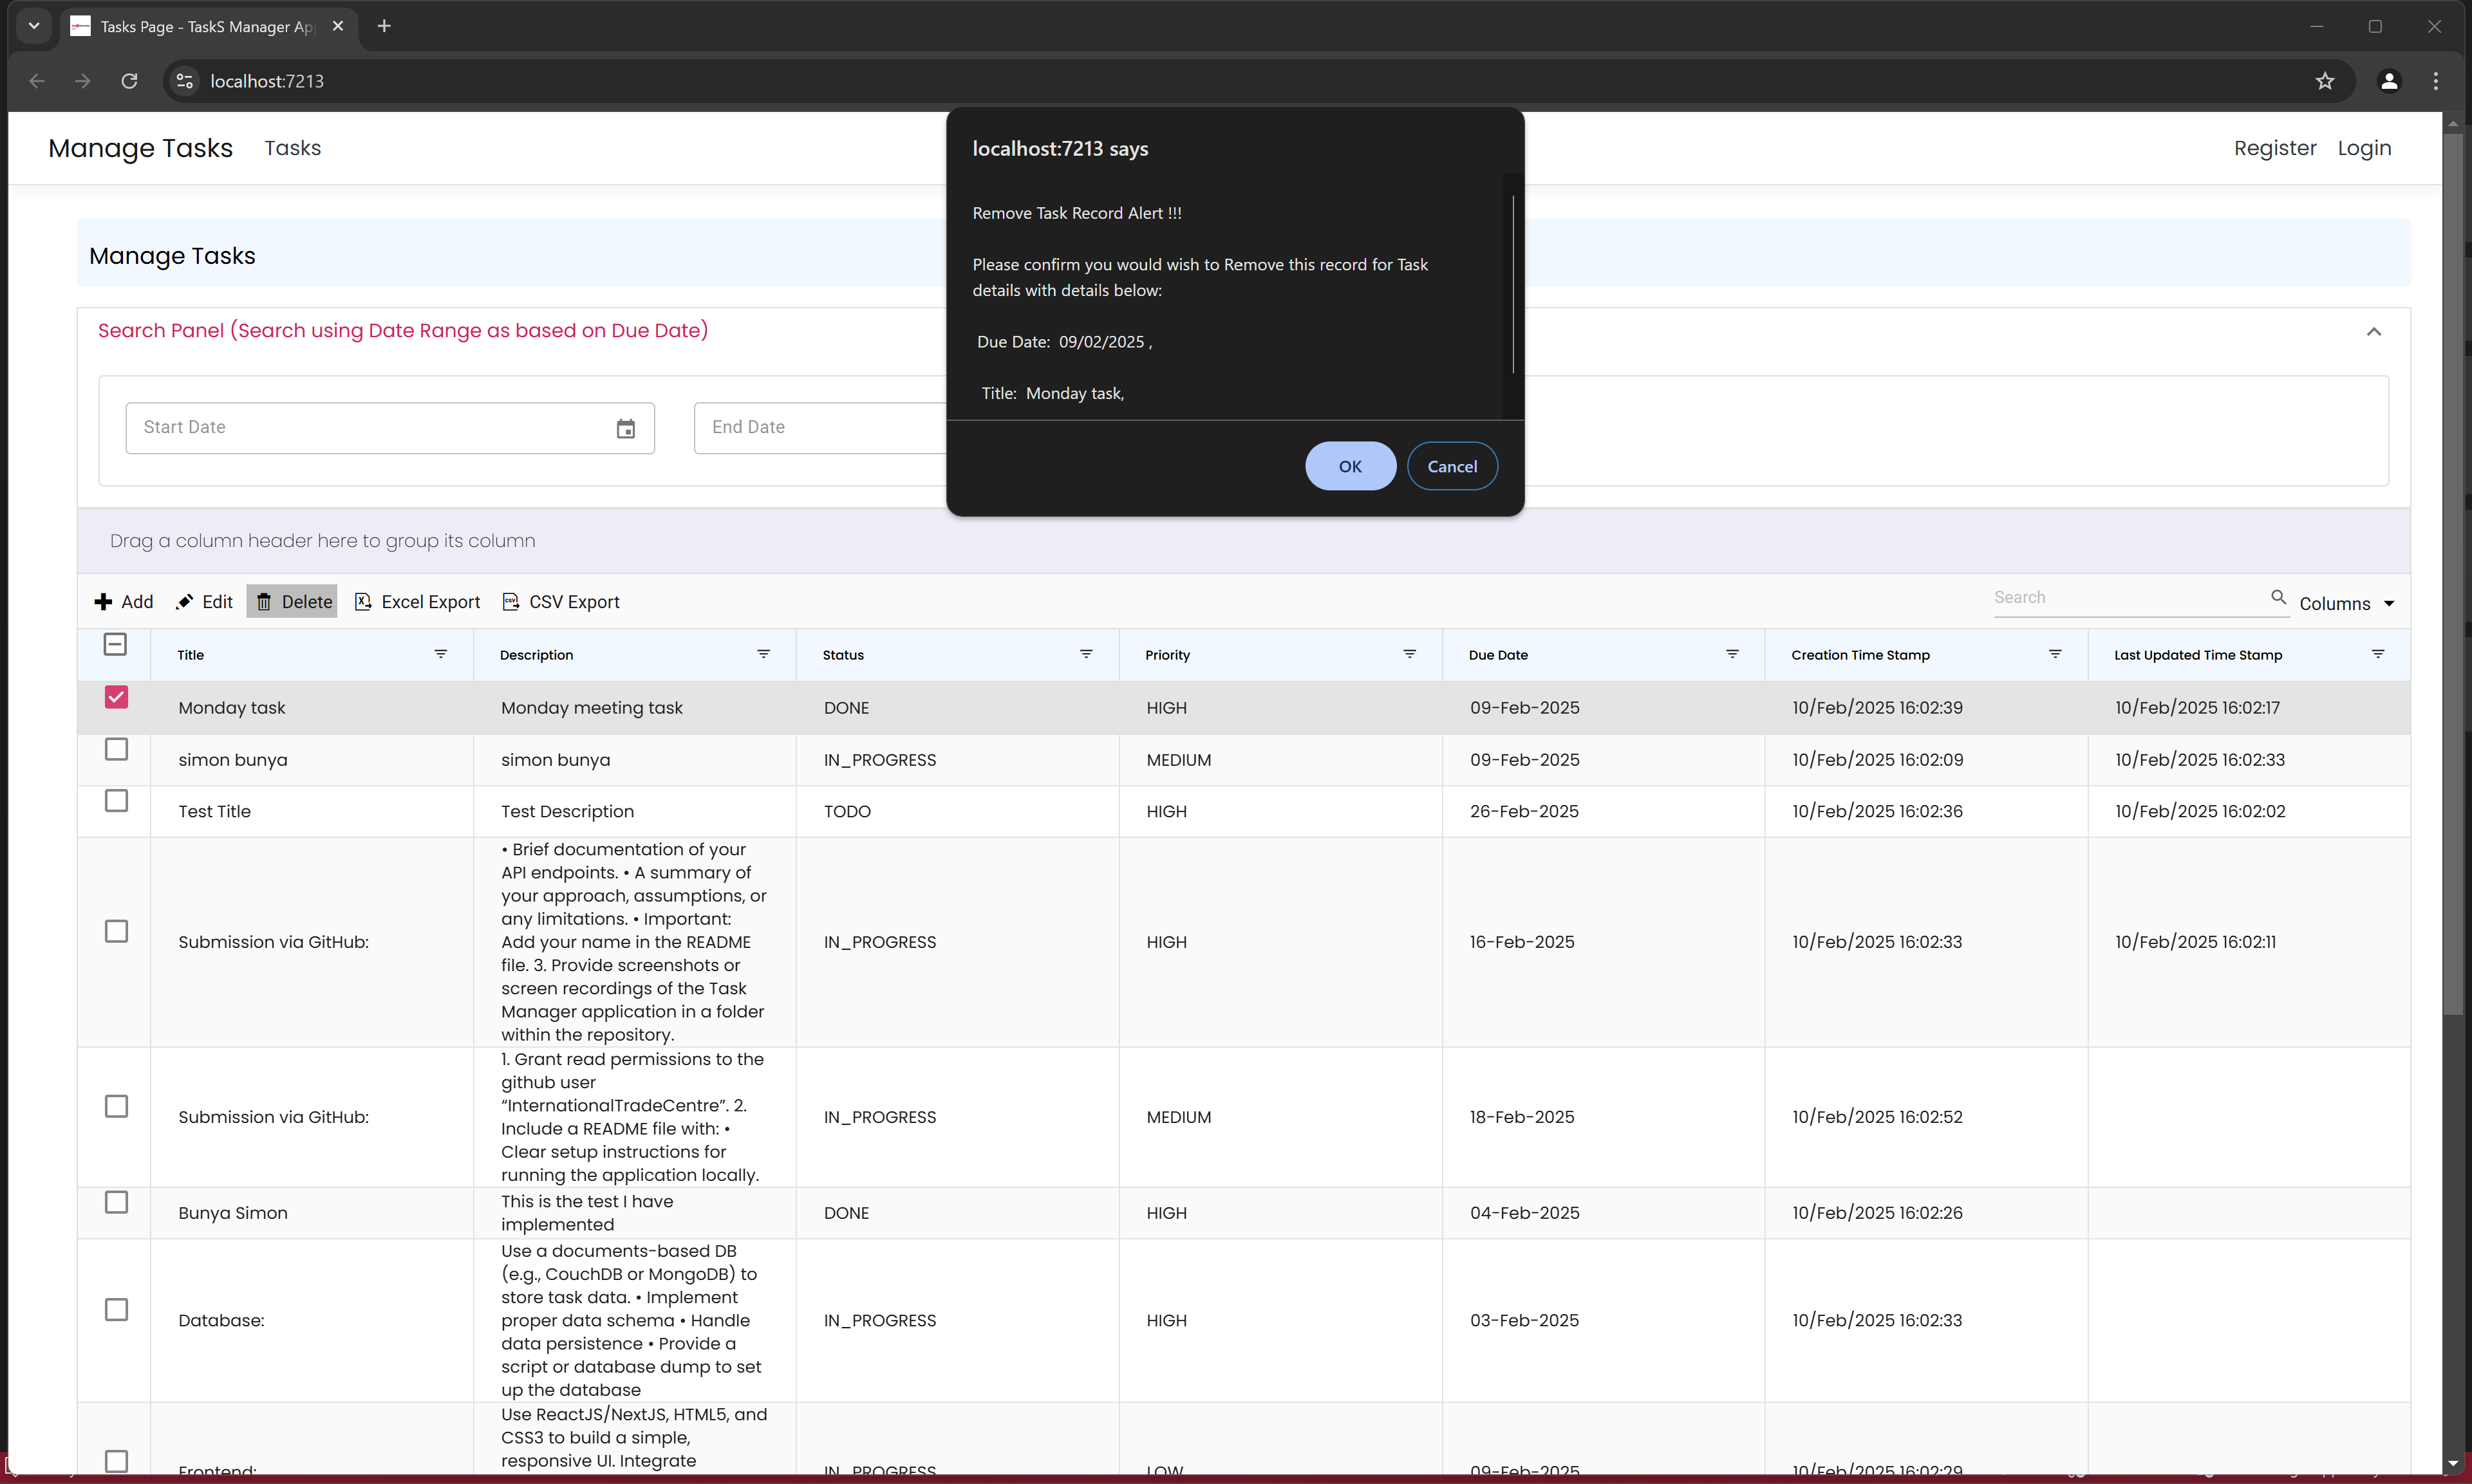 Tasks Page - TaskS Manager Ap
localhost:7213
Manage Tasks
Tasks
Register
Login
localhost:7213 says
Remove Task Record Alert !!!
Please confirm you would wish to Remove this record for Task
details with details below:
Due Date: 09/02/2025 ,
Title: Monday task,
OK
Cancel
Manage Tasks
Search Panel (Search using Date Range as based on Due Date)
Start Date
End Date
Drag a column header here to group its column
Add
Edit
Delete
Excel Export
CSV Export
Search
Columns
Title
Description
Status
Priority
Due Date
Creation Time Stamp
Last Updated Time Stamp
Monday task
Monday meeting task
DONE
HIGH
09-Feb-2025
10/Feb/2025 16:02:39
10/Feb/2025 16:02:17
simon bunya
simon bunya
IN_PROGRESS
MEDIUM
09-Feb-2025
10/Feb/2025 16:02:09
10/Feb/2025 16:02:33
Test Title
Test Description
TODO
HIGH
26-Feb-2025
10/Feb/2025 16:02:36
10/Feb/2025 16:02:02
Submission via GitHub:
• Brief documentation of your
API endpoints. • A summary of
your approach, assumptions, or
any limitations. • Important:
Add your name in the README
file. 3. Provide screenshots or
screen recordings of the Task
Manager application in a folder
within the repository.
IN_PROGRESS
HIGH
16-Feb-2025
10/Feb/2025 16:02:33
10/Feb/2025 16:02:11
Submission via GitHub:
1. Grant read permissions to the
github user
“InternationalTradeCentre”. 2.
Include a README file with: •
Clear setup instructions for
running the application locally.
IN_PROGRESS
MEDIUM
18-Feb-2025
10/Feb/2025 16:02:52
Bunya Simon
This is the test I have
implemented
DONE
HIGH
04-Feb-2025
10/Feb/2025 16:02:26
Database:
Use a documents-based DB
(e.g., CouchDB or MongoDB) to
store task data. • Implement
proper data schema • Handle
data persistence • Provide a
script or database dump to set
up the database
IN_PROGRESS
HIGH
03-Feb-2025
10/Feb/2025 16:02:33
Frontend:
Use ReactJS/NextJS, HTML5, and
CSS3 to build a simple,
responsive UI. Integrate
IN_PROGRESS
LOW
09-Feb-2025
10/Feb/2025 16:02:29